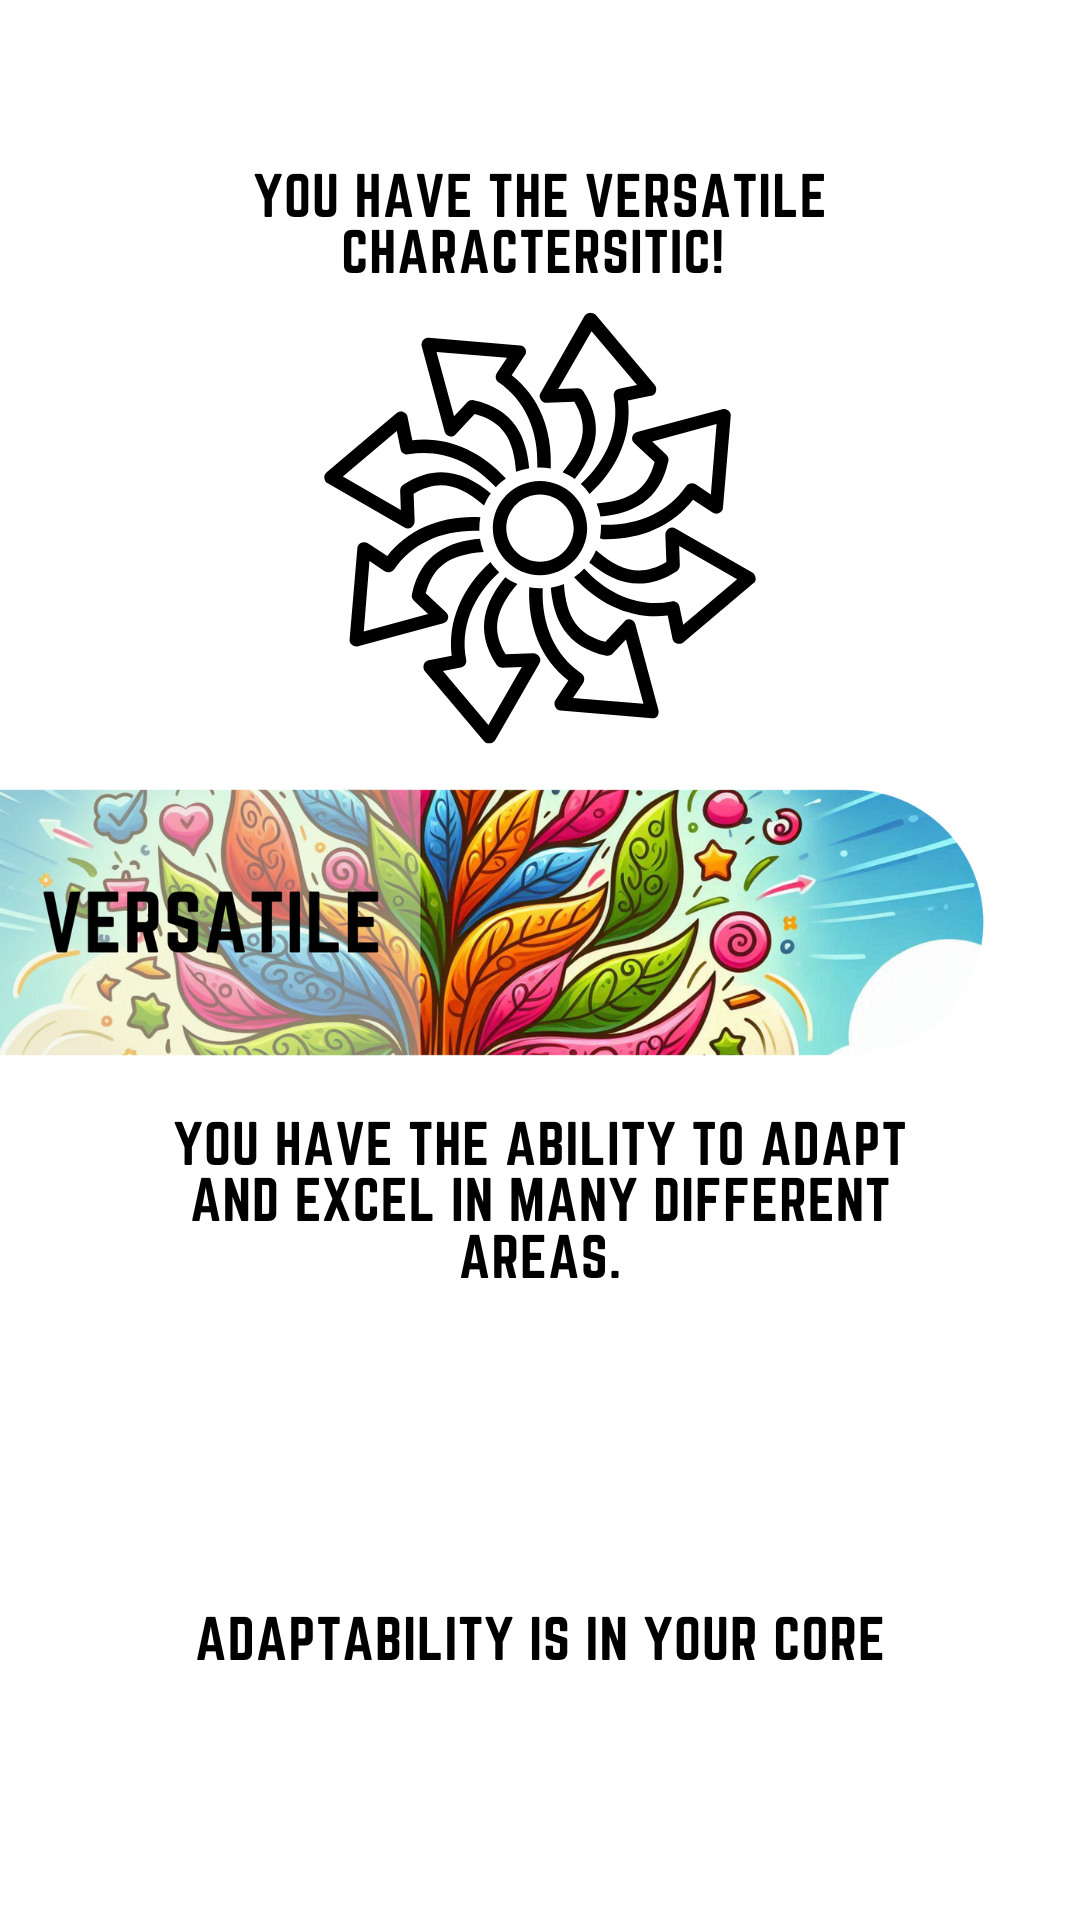 YOU HAVE THE VERSATILE
CHARACTERSITIC!
VERSATILE
YOU HAVE THE ABILITY TO ADAPT
AND EXCEL IN MANY DIFFERENT
AREAS.
ADAPTABILITY IS IN YOUR CORE